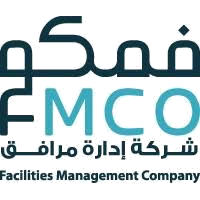 فمكو
FMCO
شركة إدارة مرافق
Facilities Management Company